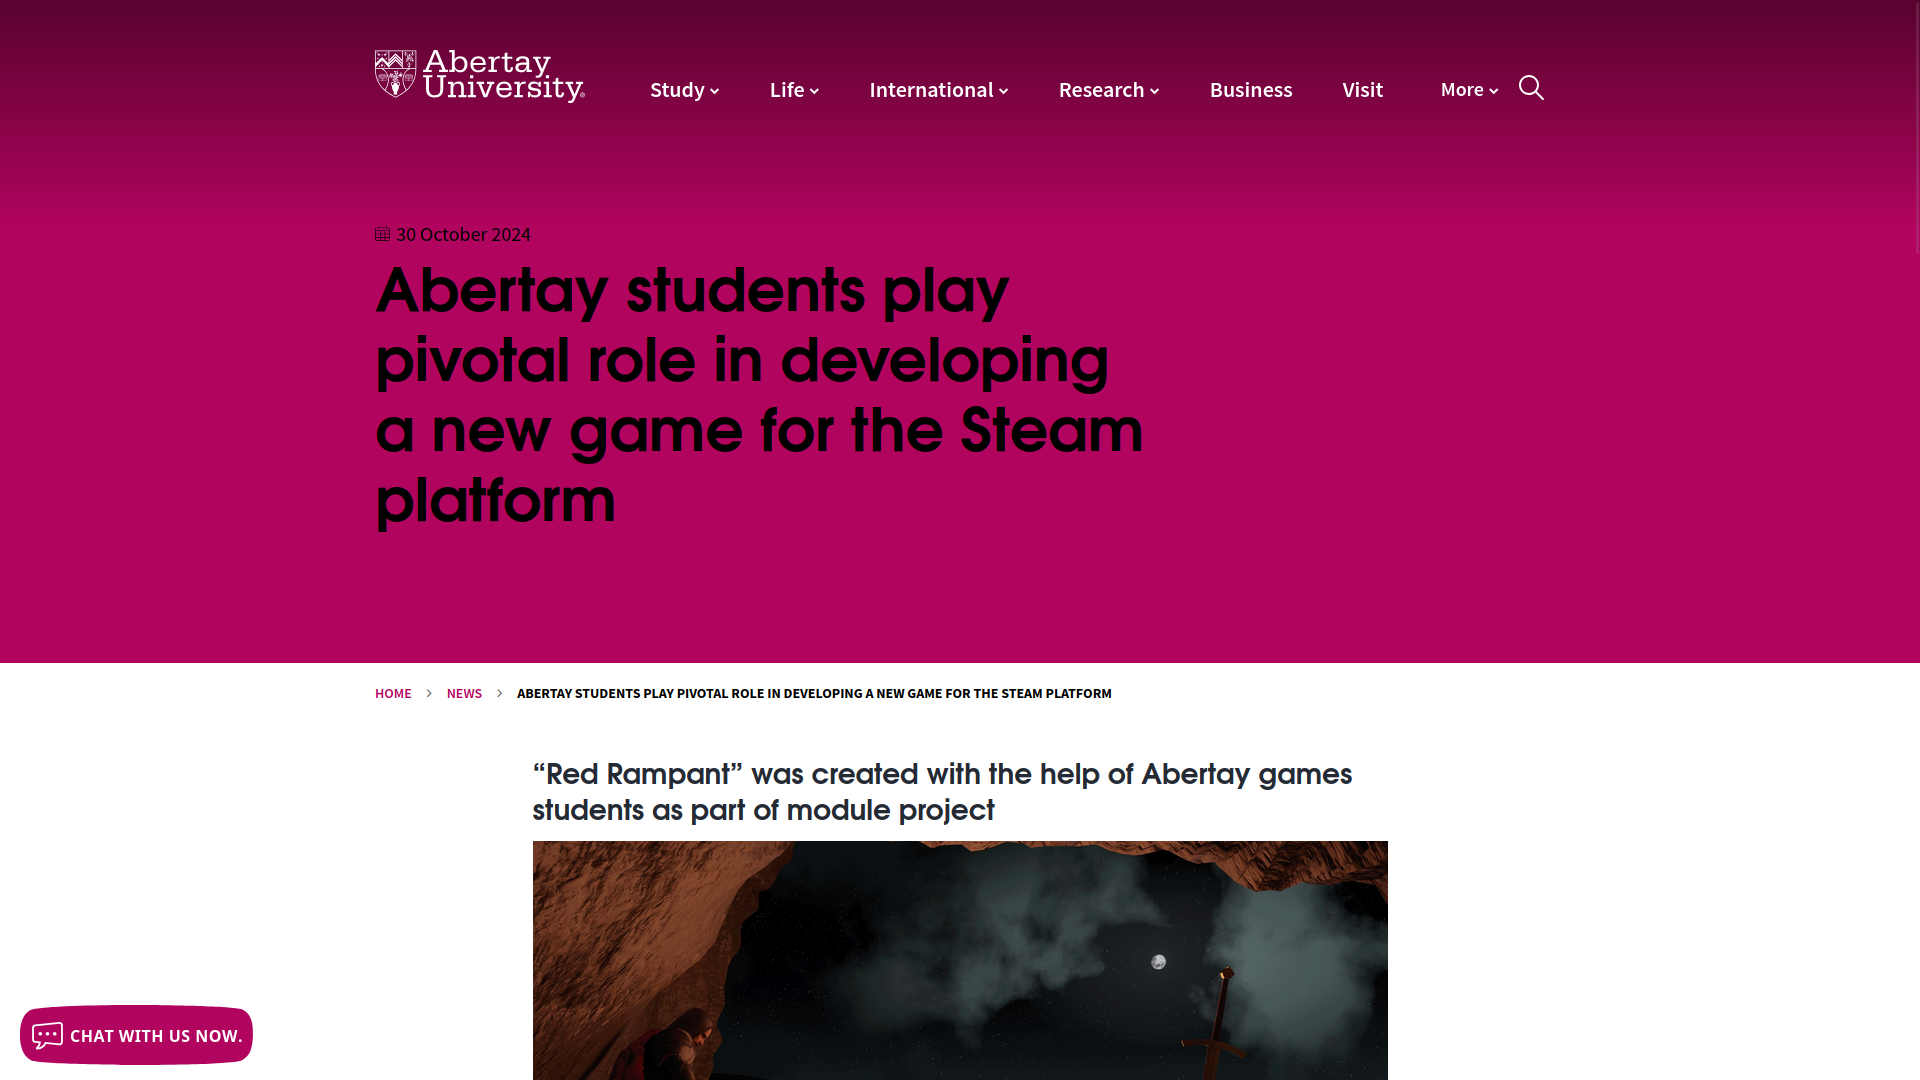 Abertay
University
Study
Life
International
Research
Business
Visit
More
30 October 2024
Abertay students play
pivotal role in developing
a new game for the Steam
platform
HOME > NEWS > ABERTAY STUDENTS PLAY PIVOTAL ROLE IN DEVELOPING A NEW GAME FOR THE STEAM PLATFORM
“Red Rampant” was created with the help of Abertay games
students as part of module project
CHAT WITH US NOW.